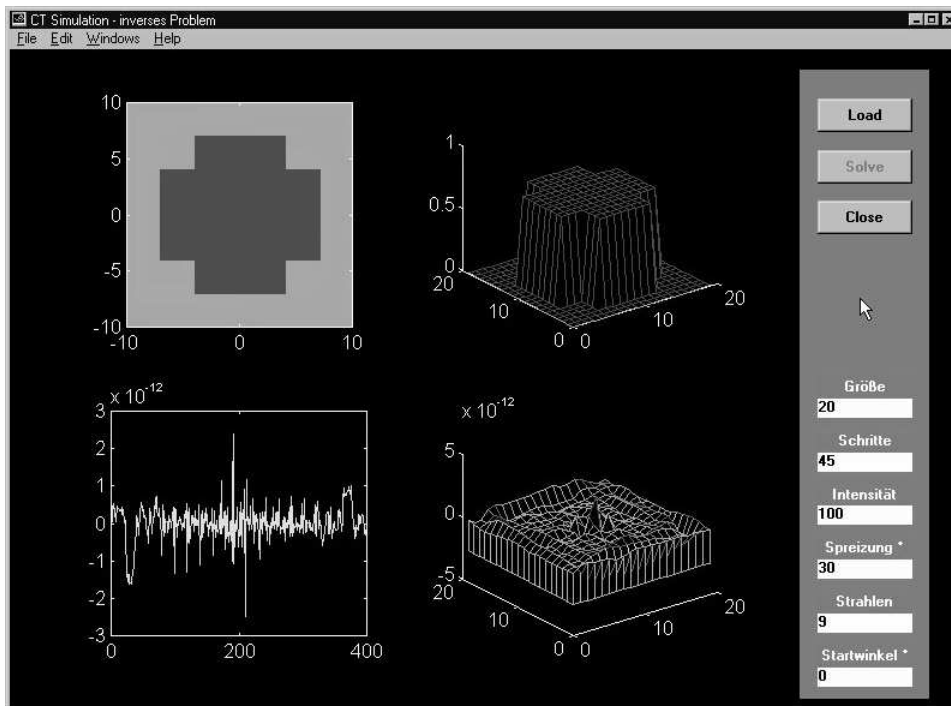 CT Simulation - inverses Problem
File Edit Windows Help
10
5
0
-5
-10
-10 0 10
1
0.5
0
20
10
0
0
10
20
x 10^-12
3
2
1
0
-1
-2
-3
0 200 400
x 10^-12
5
0
-5
20
10
0
0
10
20
Load
Solve
Close
Größe
20
Schritte
45
Intensität
100
Spreizung °
30
Strahlen
9
Startwinkel °
0